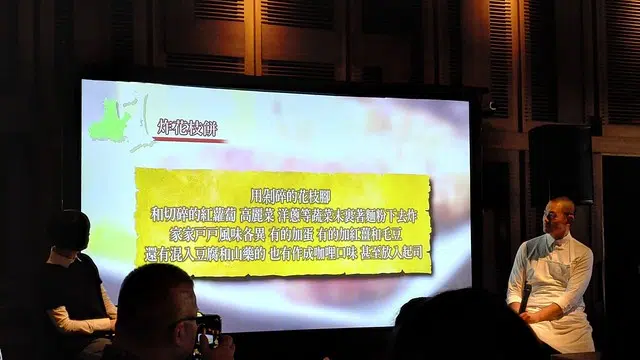 炸花枝餅
用剁碎的花枝腳
和切碎的紅蘿蔔 高麗菜 洋蔥等蔬菜末裹著麵粉下去炸
家家戶戶風味各異 有的加蛋 有的加紅薑和毛豆
還有混入豆腐和山藥的 也有作成咖哩口味 甚至放入起司